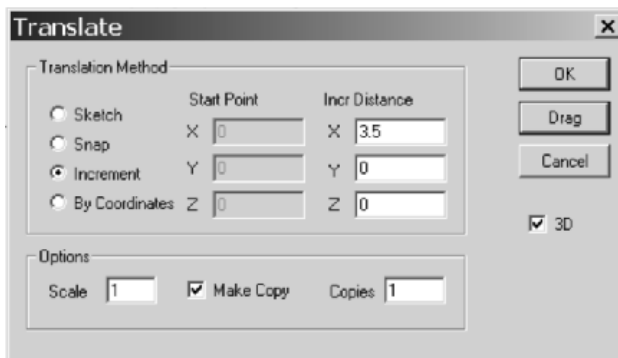 Translate
Translation Method
Start Point Incr Distance
Sketch
Snap
Increment
By Coordinates
X 0 X 3.5
Y 0 Y 0
Z 0 Z 0
OK
Drag
Cancel
3D
Options
Scale 1 Make Copy Copies 1